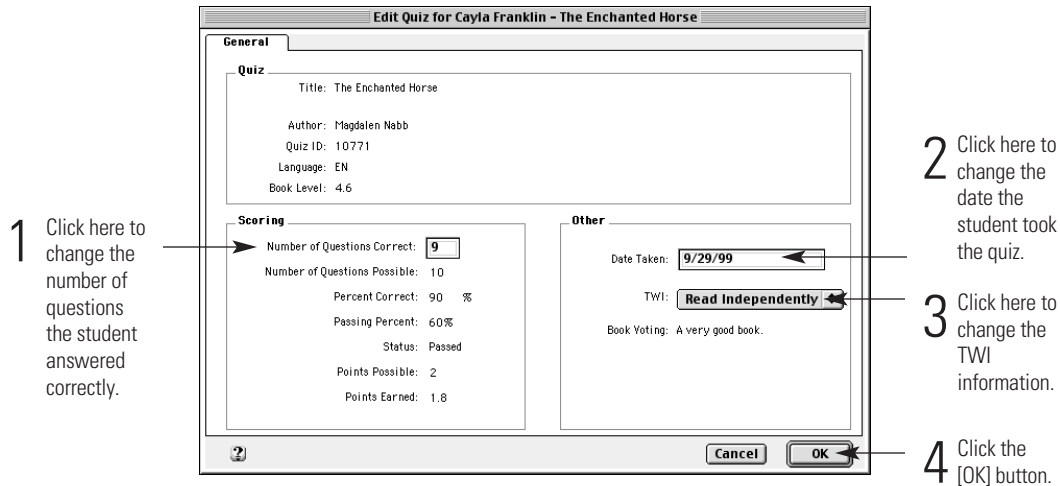 Edit Quiz for Cayla Franklin - The Enchanted Horse
General
Quiz
Title: The Enchanted Horse
Author: Magdalen Nabb
Quiz ID: 10771
Language: EN
Book Level: 4.6
Scoring
Number of Questions Correct: 9
Number of Questions Possible: 10
Percent Correct: 90 %
Passing Percent: 60%
Status: Passed
Points Possible: 2
Points Earned: 1.8
Other
Date Taken: 9/29/99
TWI: Read Independently
Book Voting: A very good book.
?
Cancel
OK
1 Click here to
change the
number of
questions
the student
answered
correctly.
2 Click here to
change the
date the
student took
the quiz.
3 Click here to
change the
TWI
information.
4 Click the
[OK] button.